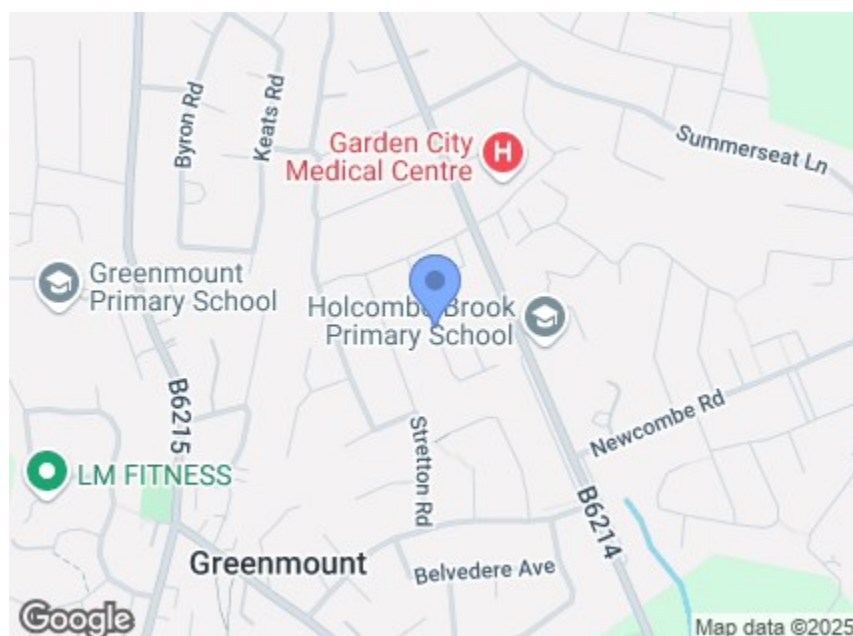 Byron Rd
Keats Rd
Garden City
Medical Centre
Summerseat Ln
Greenmount
Primary School
Holcombe Brook
Primary School
B6215
Stretton Rd
Newcombe Rd
LM FITNESS
B6214
Greenmount
Belvedere Ave
Google
Map data ©2025